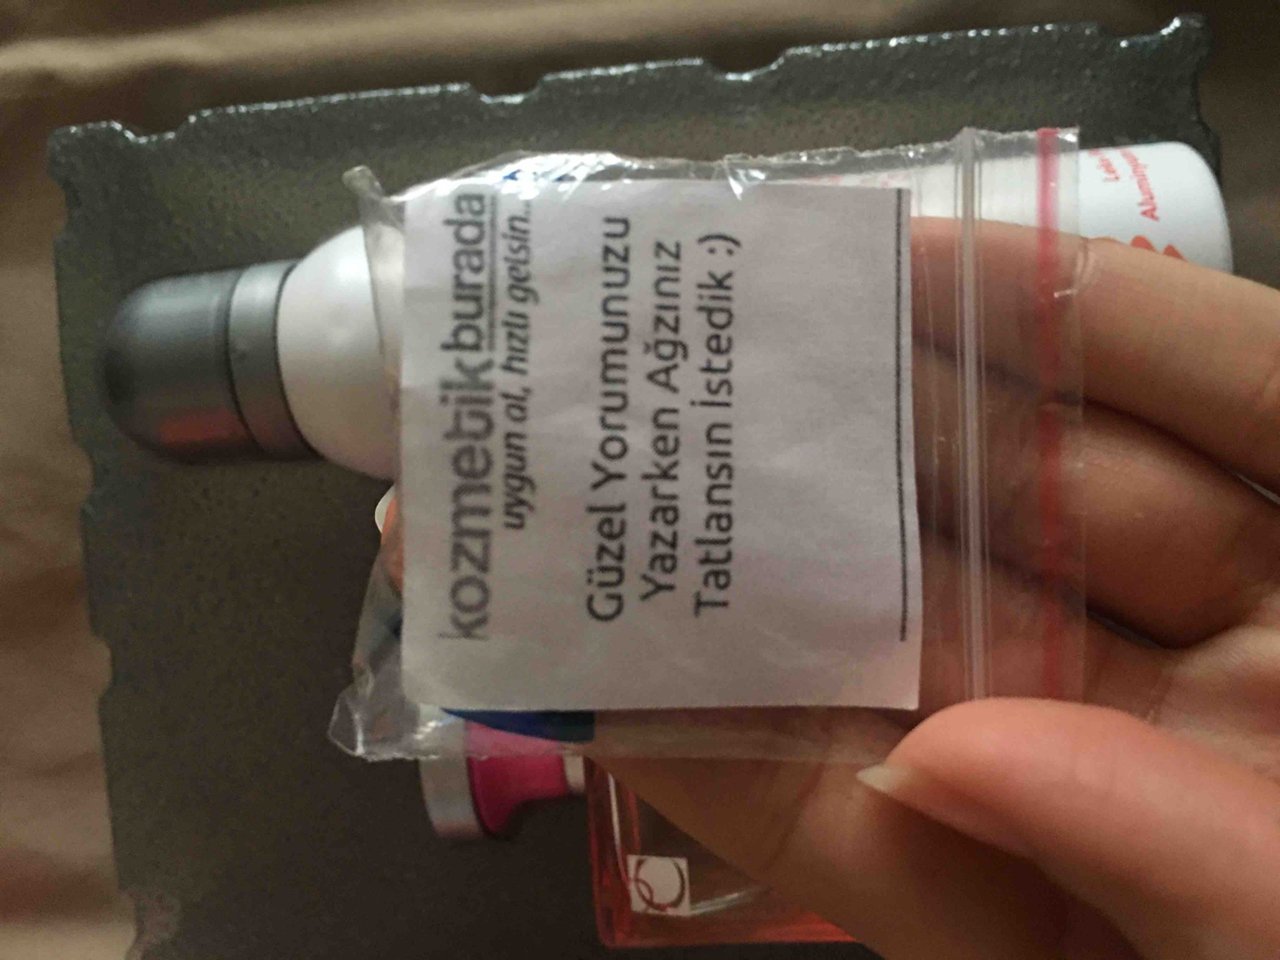 kozmetikburada
uygun al, hızlı gelsin...
Güzel Yorumunuzu
Yazarken Ağzınız
Tatlansın İstedik :)